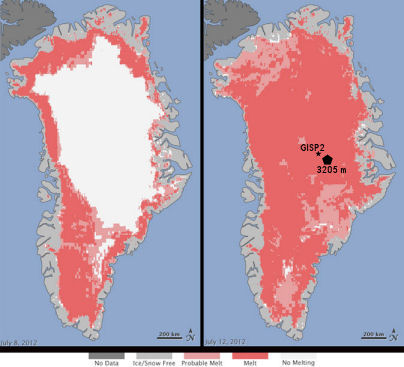 GISP2
3205 m
200 km
N
200 km
N
July 8, 2012
July 12, 2012
No Data
Ice/Snow Free
Probable Melt
Melt
No Melting